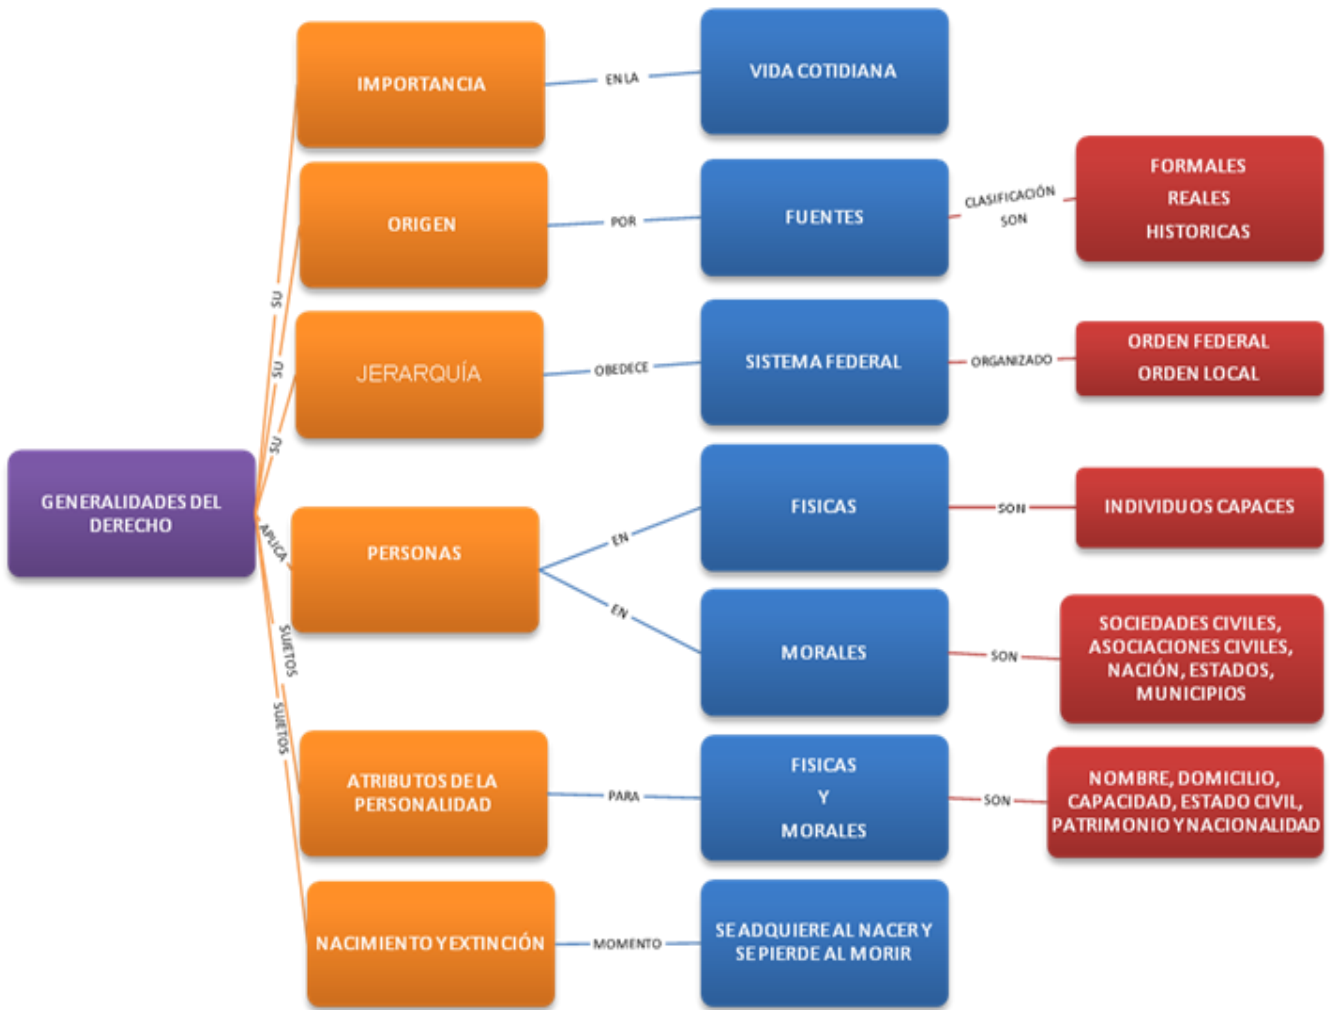 GENERALIDADES DEL
DERECHO
SU
SU
SU
APLICA
SUJETOS
SUJETOS
IMPORTANCIA
EN LA
VIDA COTIDIANA
ORIGEN
POR
FUENTES
CLASIFICACIÓN
SON
FORMALES
REALES
HISTORICAS
JERARQUÍA
OBEDECE
SISTEMA FEDERAL
ORGANIZADO
ORDEN FEDERAL
ORDEN LOCAL
PERSONAS
EN
FISICAS
SON
INDIVIDUOS CAPACES
EN
MORALES
SON
SOCIEDADES CIVILES,
ASOCIACIONES CIVILES,
NACIÓN, ESTADOS,
MUNICIPIOS
ATRIBUTOS DE LA
PERSONALIDAD
PARA
FISICAS
Y
MORALES
SON
NOMBRE, DOMICILIO,
CAPACIDAD, ESTADO CIVIL,
PATRIMONIO Y NACIONALIDAD
NACIMIENTO Y EXTINCIÓN
MOMENTO
SE ADQUIERE AL NACER Y
SE PIERDE AL MORIR